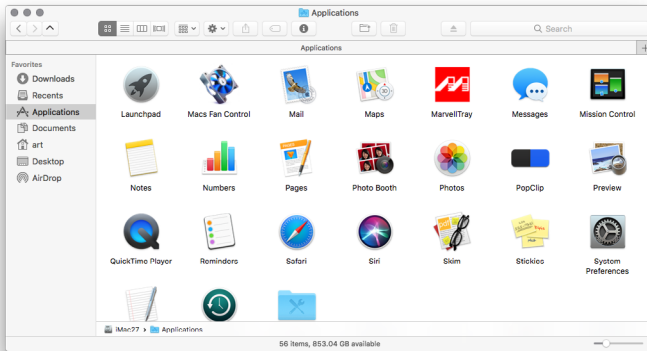 Applications
Search
Applications
Favorites
Downloads
Recents
Applications
Documents
art
Desktop
AirDrop
Launchpad
Macs Fan Control
Mail
Maps
MarvellTray
Messages
Mission Control
Notes
Numbers
Pages
Photo Booth
Photos
PopClip
Preview
QuickTime Player
Reminders
Safari
Siri
Skim
Stickies
System
Preferences
iMac27 › Applications
56 items, 853.04 GB available